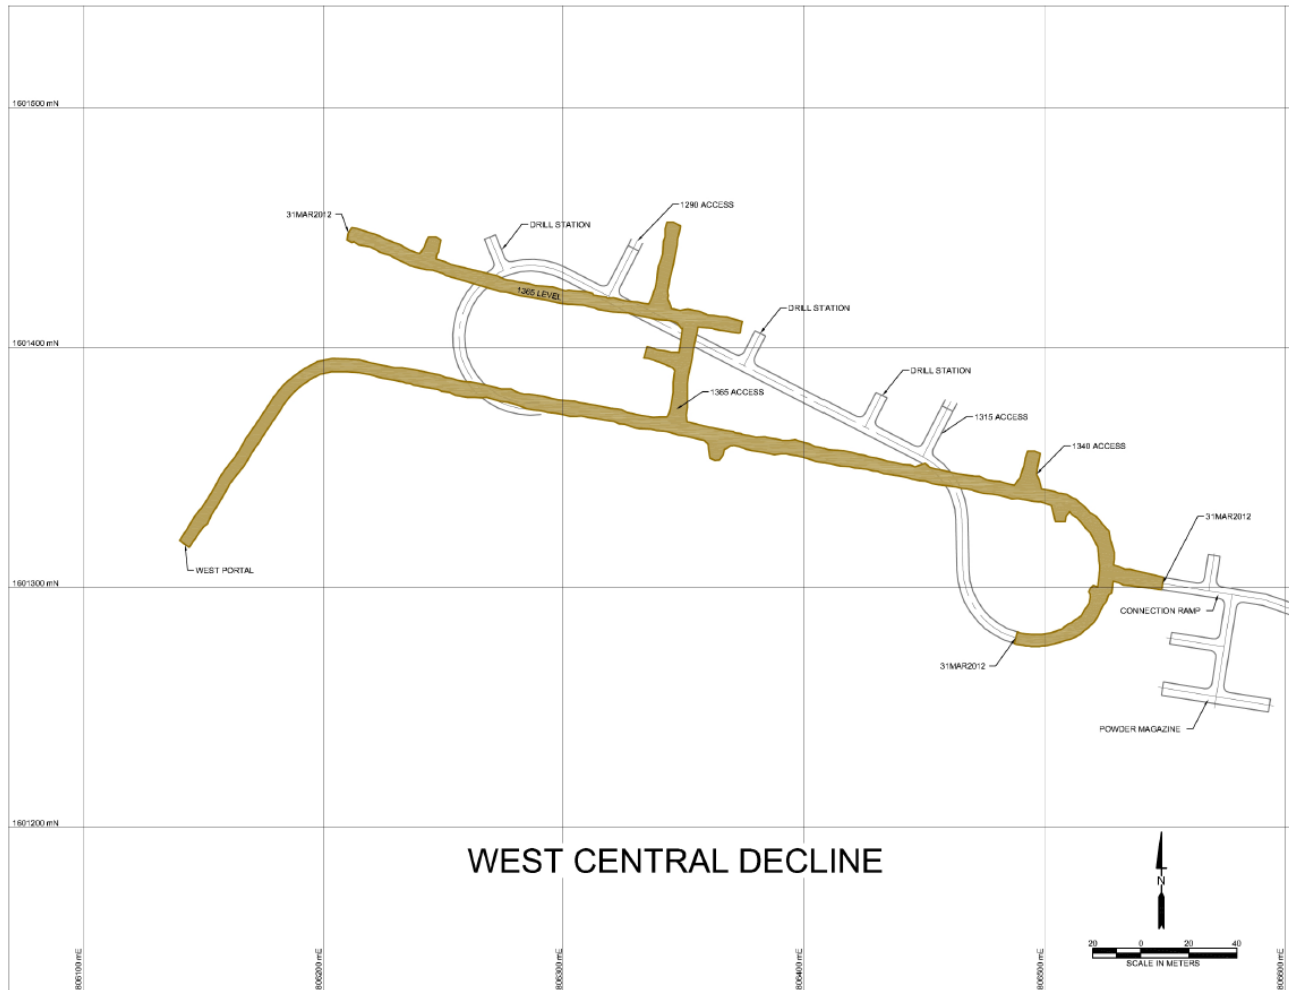 1601500 mN
1290 ACCESS
31MAR2012
DRILL STATION
1365 LEVEL
DRILL STATION
1601400 mN
DRILL STATION
1365 ACCESS
1315 ACCESS
1340 ACCESS
31MAR2012
WEST PORTAL
1601300 mN
CONNECTION RAMP
31MAR2012
POWDER MAGAZINE
1601200 mN
WEST CENTRAL DECLINE
N
20 0 20 40
SCALE IN METERS
806100 mE
806200 mE
806300 mE
806400 mE
806500 mE
806600 mE